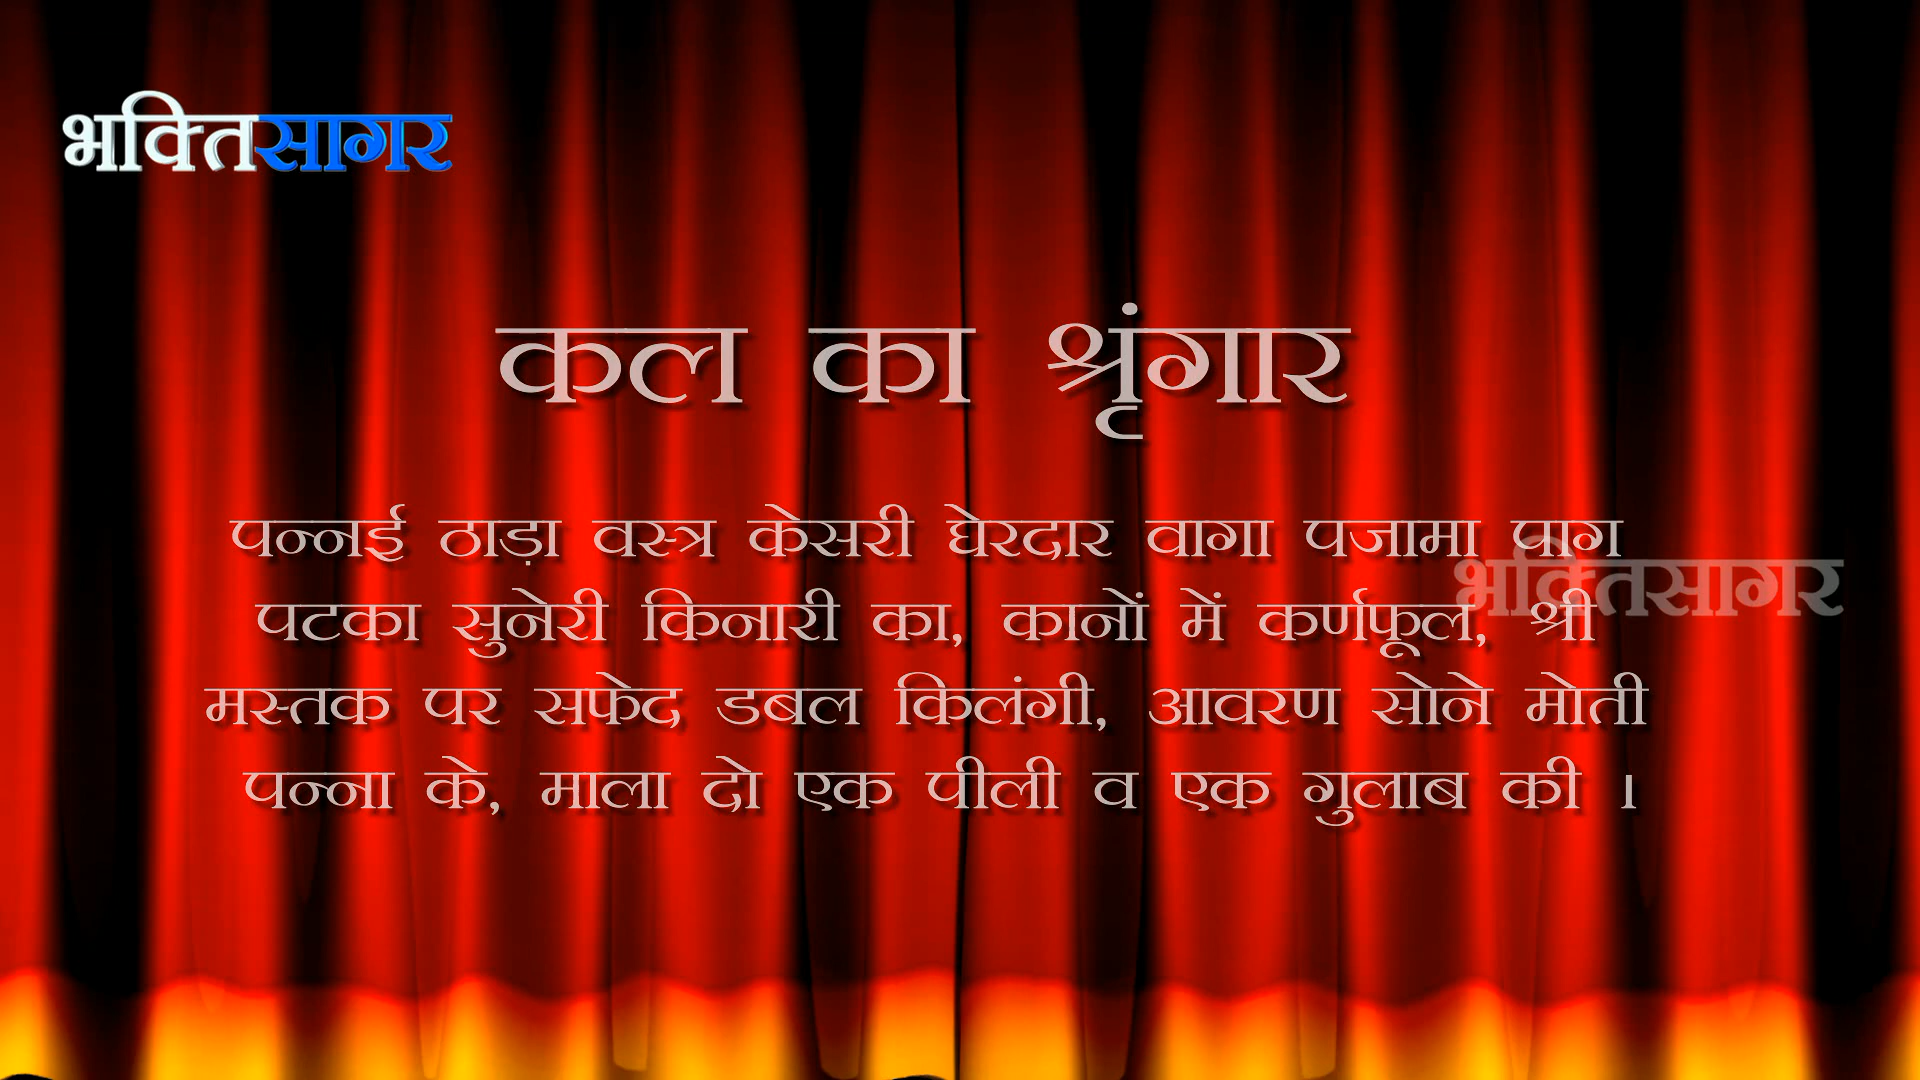 भक्तिसागर
कल का श्रृंगार
पन्नई ठाड़ा वस्त्र केसरी घेरदार वागा पजामा पाग
भक्तिसागर
पटका सुनेरी किनारी का, कानों में कर्णफूल, श्री
मस्तक पर सफेद डबल किलंगी, आवरण सोने मोती
पन्ना के, माला दो एक पीली व एक गुलाब की ।